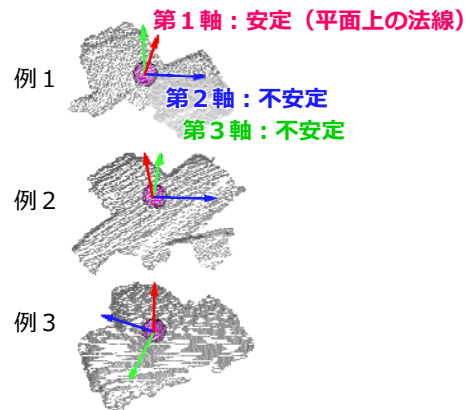 第１軸：安定（平面上の法線）
例１
第２軸：不安定
第３軸：不安定
例２
例３